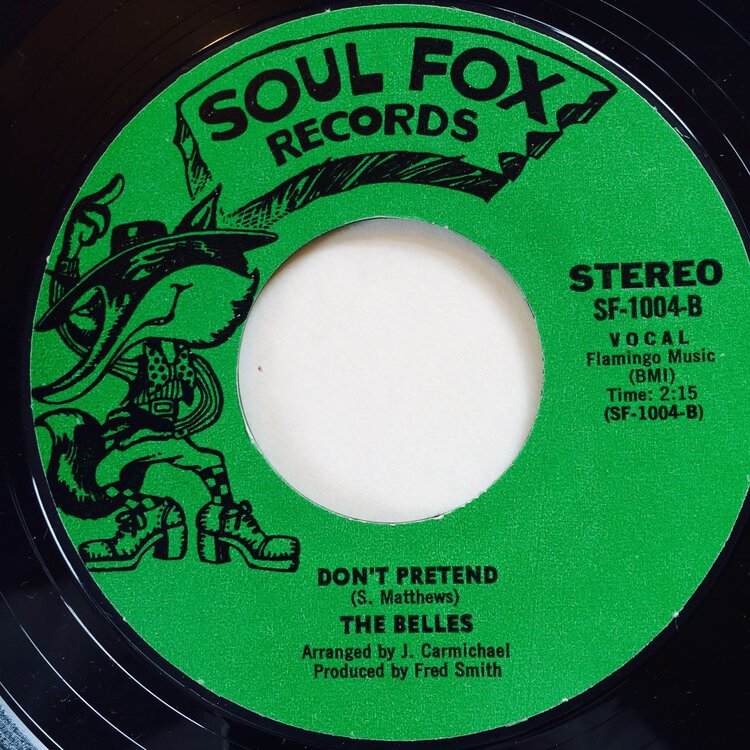 SOUL FOX
RECORDS
STEREO
SF-1004-B
VOCAL
Flamingo Music
(BMI)
Time: 2:15
(SF-1004-B)
DON'T PRETEND
(S. Matthews)
THE BELLES
Arranged by J. Carmichael
Produced by Fred Smith